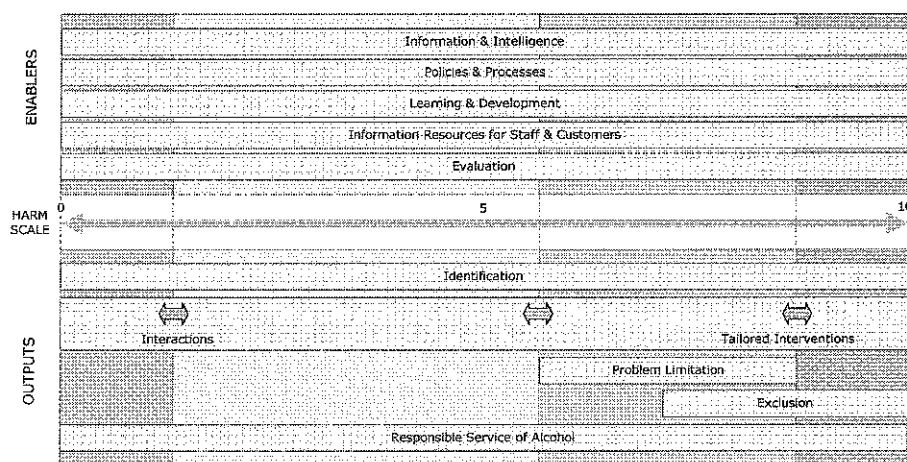 ENABLERS
Information & Intelligence
Policies & Processes
Learning & Development
Information Resources for Staff & Customers
Evaluation
HARM SCALE
0 5 10
OUTPUTS
Identification
Interactions Tailored Interventions
Problem Limitation
Exclusion
Responsible Service of Alcohol